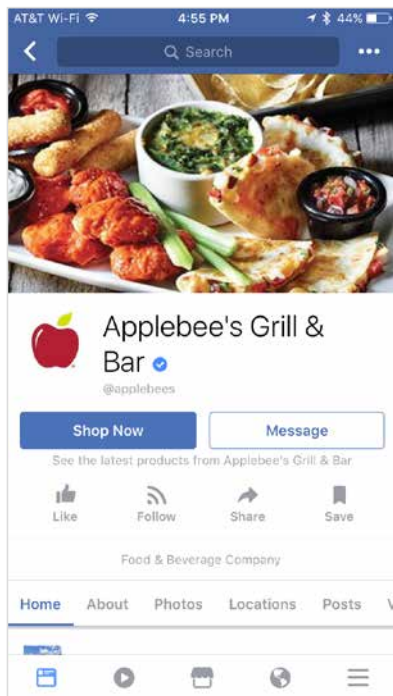 AT&T Wi-Fi 4:55 PM 44%
Search
Applebee's Grill &
Bar
@applebees
Shop Now Message
See the latest products from Applebee's Grill & Bar
Like Follow Share Save
Food & Beverage Company
Home About Photos Locations Posts V